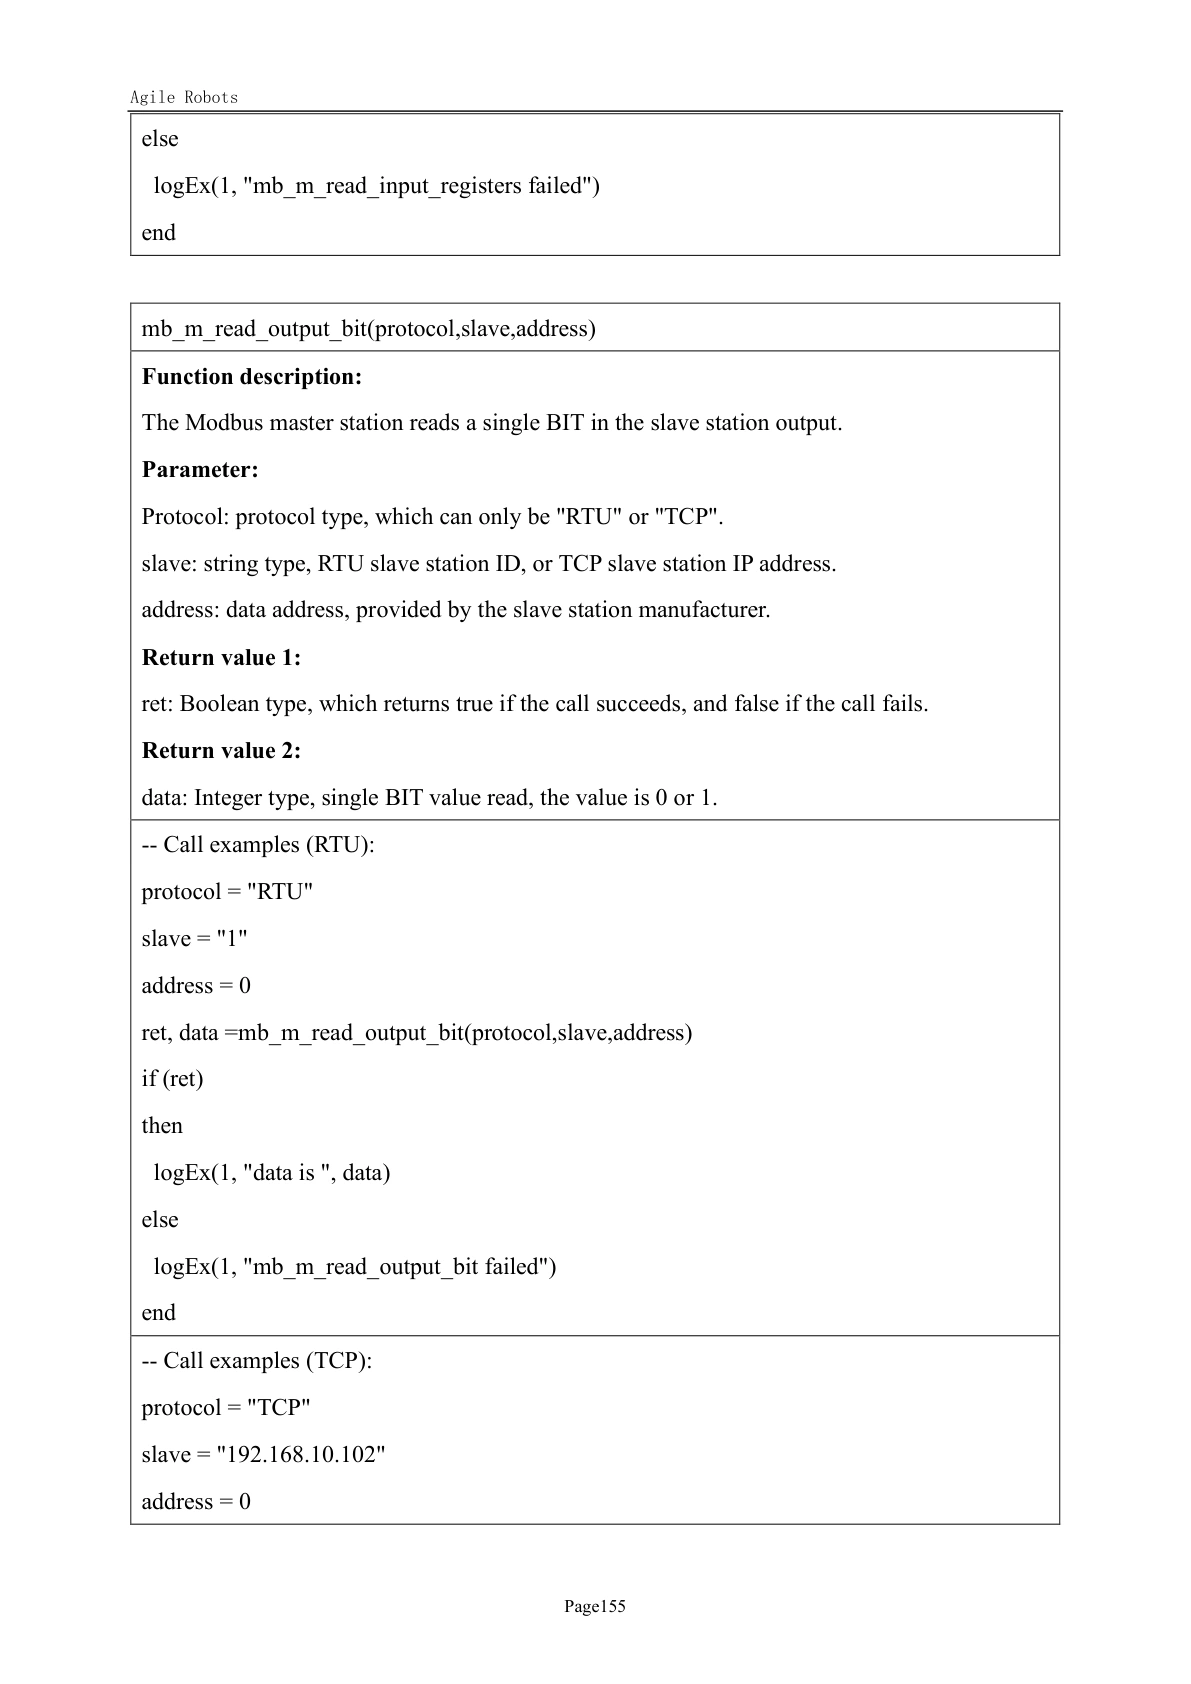 Agile Robots
else
logEx(1, "mb_m_read_input_registers failed")
end
mb_m_read_output_bit(protocol,slave,address)
Function description:
The Modbus master station reads a single BIT in the slave station output.
Parameter:
Protocol: protocol type, which can only be "RTU" or "TCP".
slave: string type, RTU slave station ID, or TCP slave station IP address.
address: data address, provided by the slave station manufacturer.
Return value 1:
ret: Boolean type, which returns true if the call succeeds, and false if the call fails.
Return value 2:
data: Integer type, single BIT value read, the value is 0 or 1.
-- Call examples (RTU):
protocol = "RTU"
slave = "1"
address = 0
ret, data =mb_m_read_output_bit(protocol,slave,address)
if (ret)
then
logEx(1, "data is ", data)
else
logEx(1, "mb_m_read_output_bit failed")
end
-- Call examples (TCP):
protocol = "TCP"
slave = "192.168.10.102"
address = 0
Page155